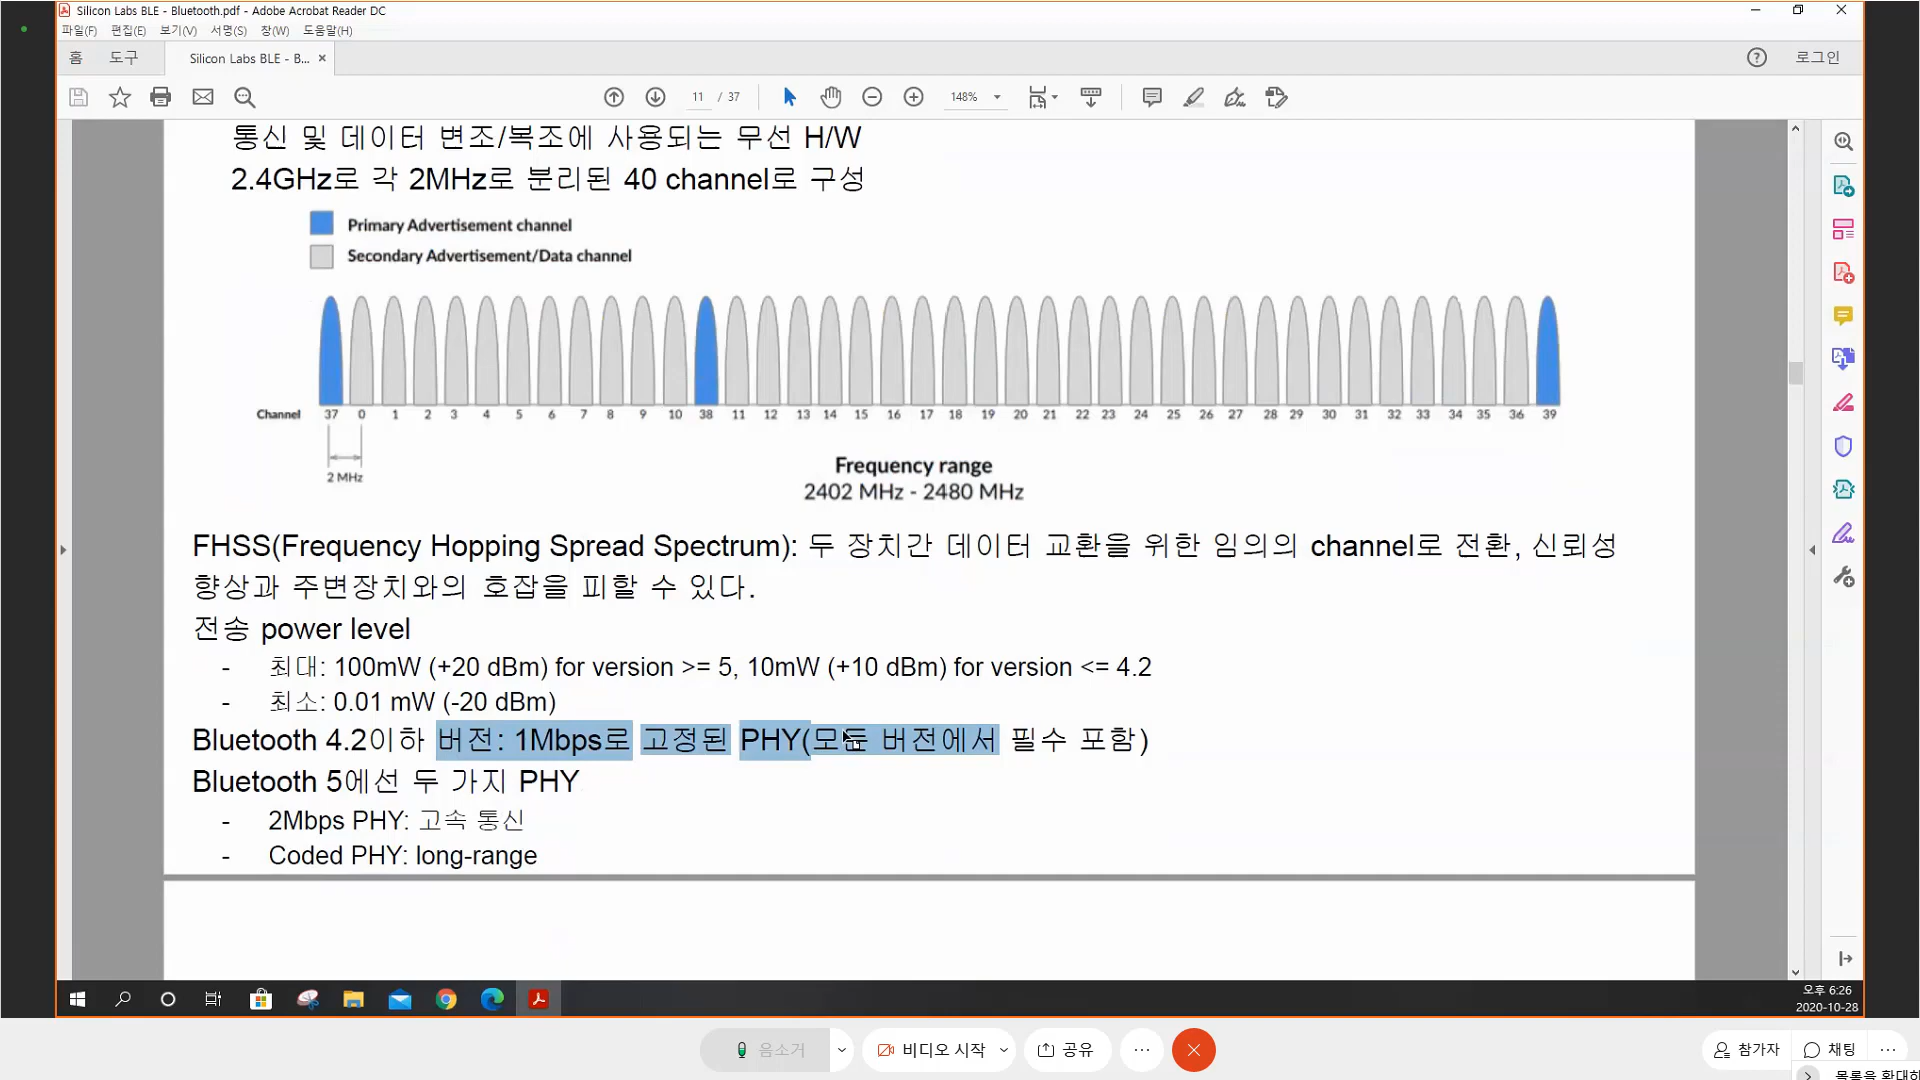 Silicon Labs BLE - Bluetooth.pdf - Adobe Acrobat Reader DC
파일(F) 편집(E) 보기(V) 서명(S) 창(W) 도움말(H)
홈 도구 Silicon Labs BLE - B... × 로그인
11 / 37 148%
통신 및 데이터 변조/복조에 사용되는 무선 H/W
2.4GHz로 각 2MHz로 분리된 40 channel로 구성
Primary Advertisement channel
Secondary Advertisement/Data channel
Channel 37 0 1 2 3 4 5 6 7 8 9 10 38 11 12 13 14 15 16 17 18 19 20 21 22 23 24 25 26 27 28 29 30 31 32 33 34 35 36 39
2 MHz
Frequency range
2402 MHz - 2480 MHz
FHSS(Frequency Hopping Spread Spectrum): 두 장치간 데이터 교환을 위한 임의의 channel로 전환, 신뢰성
향상과 주변장치와의 호잡을 피할 수 있다.
전송 power level
- 최대: 100mW (+20 dBm) for version >= 5, 10mW (+10 dBm) for version <= 4.2
- 최소: 0.01 mW (-20 dBm)
Bluetooth 4.2이하 버전: 1Mbps로 고정된 PHY(모든 버전에서 필수 포함)
Bluetooth 5에선 두 가지 PHY
- 2Mbps PHY: 고속 통신
- Coded PHY: long-range
오후 6:26
2020-10-28
음소거 비디오 시작 공유 참가자 채팅